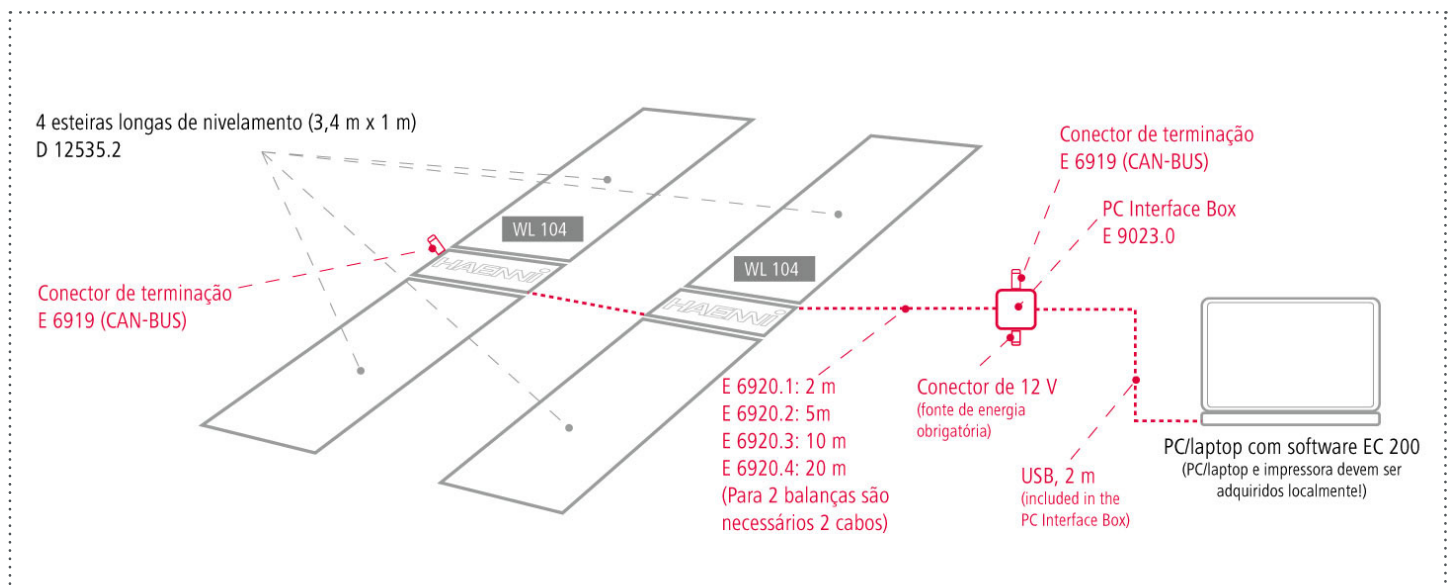 4 esteiras longas de nivelamento (3,4 m x 1 m)
D 12535.2
WL 104
HAENNI
WL 104
HAENNI
Conector de terminação
E 6919 (CAN-BUS)
Conector de terminação
E 6919 (CAN-BUS)
PC Interface Box
E 9023.0
E 6920.1: 2 m
E 6920.2: 5m
E 6920.3: 10 m
E 6920.4: 20 m
(Para 2 balanças são
necessários 2 cabos)
Conector de 12 V
(fonte de energia
obrigatória)
USB, 2 m
(included in the
PC Interface Box)
PC/laptop com software EC 200
(PC/laptop e impressora devem ser
adquiridos localmente!)